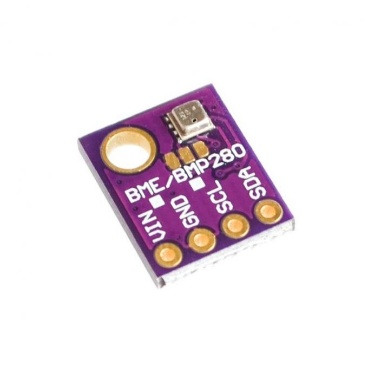 BME/BMP280
VIN GND SCL SDA